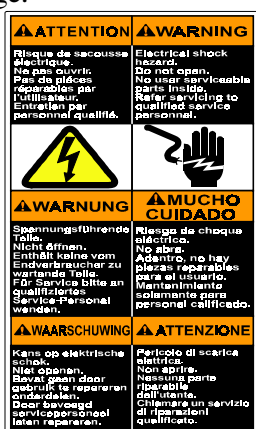 ge.
ATTENTION
Risque de secousse
électrique.
Ne pas ouvrir.
Pas de pièces
réparables par
l'utilisateur.
Entretien par
personnel qualifié.
WARNING
Electrical shock
hazard.
Do not open.
No user serviceable
parts inside.
Refer servicing to
qualified service
personnel.
WARNUNG
Spannungsführende
Teile.
Nicht öffnen.
Enthält keine vom
Endverbraucher zu
wartende Teile.
Für Service bitte an
qualifiziertes
Service-Personal
wenden.
MUCHO
CUIDADO
Riesgo de choque
eléctrico.
No abra.
Adentro, no hay
piezas reparables
para el usuario.
Mantenimiento
solamente para
personal calificado.
WAARSCHUWING
Kans op elektrische
schok.
Niet openen.
Bevat geen door
gebruik te repareren
onderdelen.
Door bevoegd
servicepersoneel
laten repareren.
ATTENZIONE
Pericolo di scarica
elettrica.
Non aprire.
Nessuna parte
riparabile
dall'utente.
Chiamare un servizio
di riparazioni
qualificato.